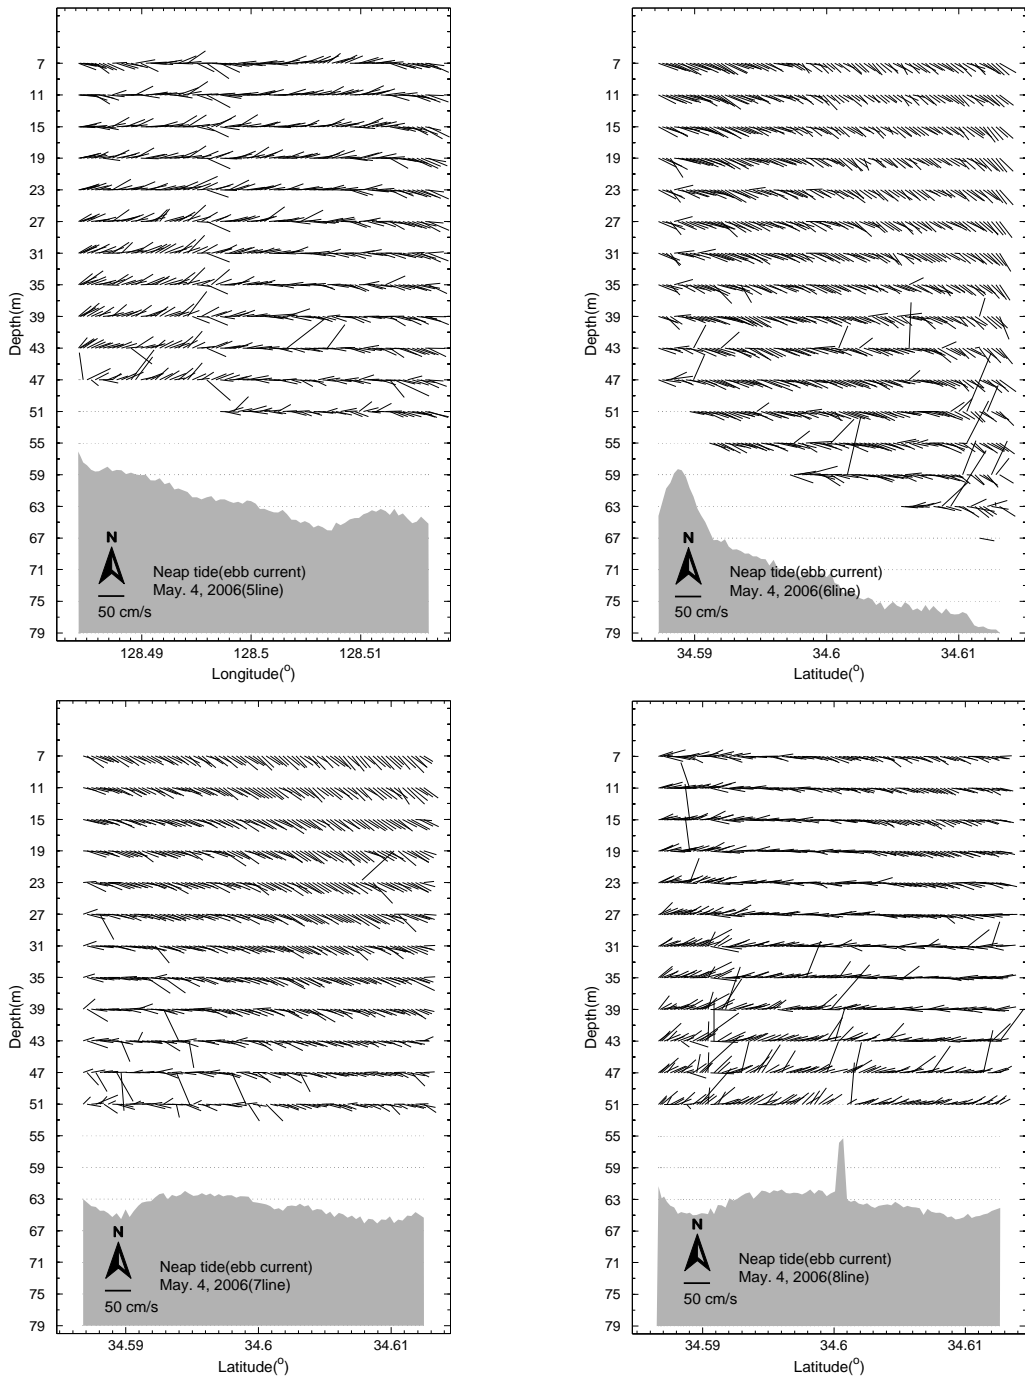 7
11
15
19
23
27
31
35
39
43
47
51
55
59
63
67
71
75
79
Depth(m)
N
Neap tide(ebb current)
May. 4, 2006(5line)
50 cm/s
128.49 128.5 128.51
Longitude(o)
7
11
15
19
23
27
31
35
39
43
47
51
55
59
63
67
71
75
79
Depth(m)
N
Neap tide(ebb current)
May. 4, 2006(6line)
50 cm/s
34.59 34.6 34.61
Latitude(o)
7
11
15
19
23
27
31
35
39
43
47
51
55
59
63
67
71
75
79
Depth(m)
N
Neap tide(ebb current)
May. 4, 2006(7line)
50 cm/s
34.59 34.6 34.61
Latitude(o)
7
11
15
19
23
27
31
35
39
43
47
51
55
59
63
67
71
75
79
Depth(m)
N
Neap tide(ebb current)
May. 4, 2006(8line)
50 cm/s
34.59 34.6 34.61
Latitude(o)